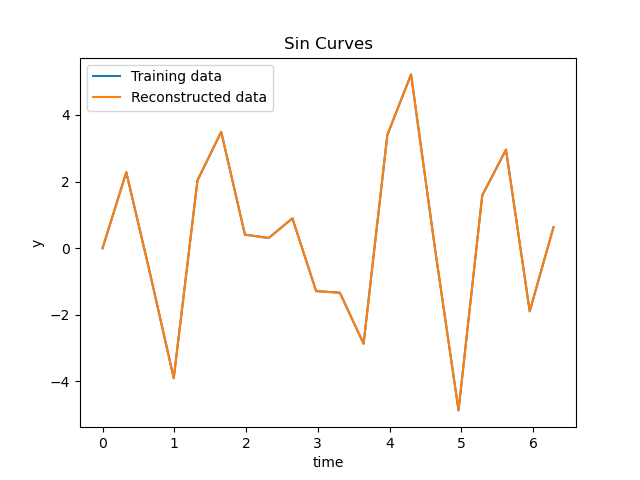 Sin Curves
Training data
Reconstructed data
4
2
0
−2
−4
y
0 1 2 3 4 5 6
time